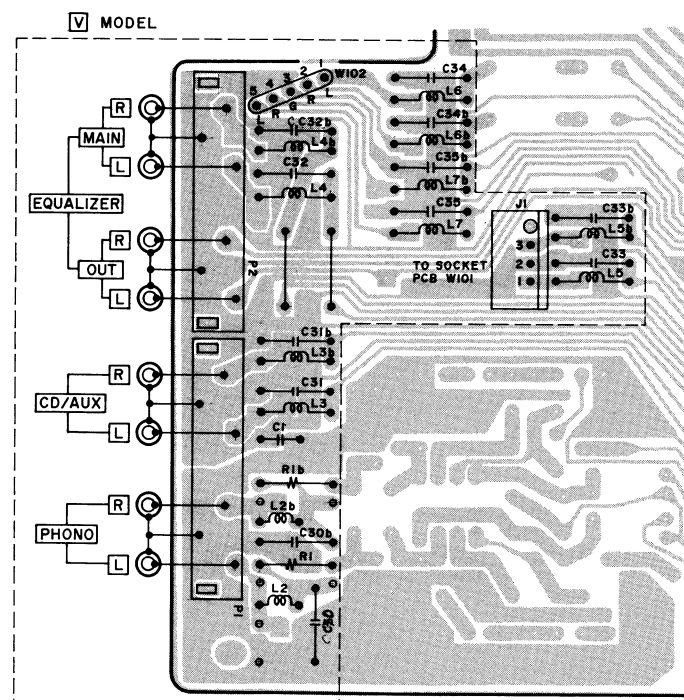 V MODEL
1
2
3
4
5
W102
L
R
G
R
L
C34
L6
C34b
L6b
C35b
L7b
C35
L7
C32b
L4b
C32
L4
R
MAIN
L
EQUALIZER
R
OUT
L
P2
J1
3
2
1
TO SOCKET
PCB W101
C33b
L5b
C33
L5
C31b
L3b
C31
L3
C1
R
CD/AUX
L
R1b
L2b
C30b
R1
L2
C30
R
PHONO
L
P1